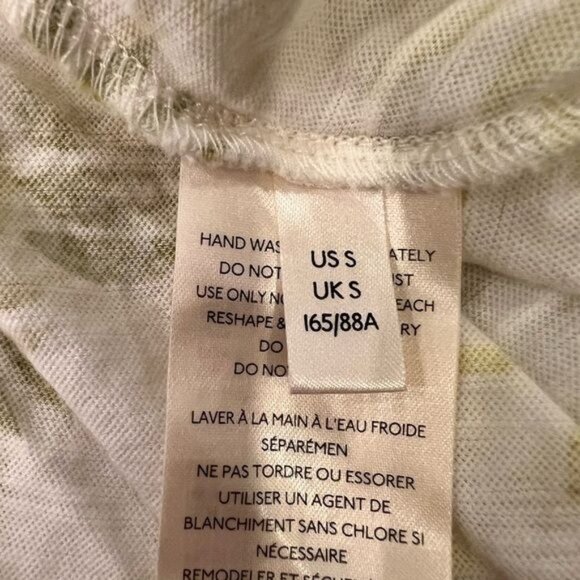 US S
UK S
165/88A
HAND WAS ATELY
DO NOT
USE ONLY N EACH
RESHAPE & RY
DO
DO NO
LAVER À LA MAIN À L'EAU FROIDE
SÉPARÉMEN
NE PAS TORDRE OU ESSORER
UTILISER UN AGENT DE
BLANCHIMENT SANS CHLORE SI
NÉCESSAIRE
REMODELER ET